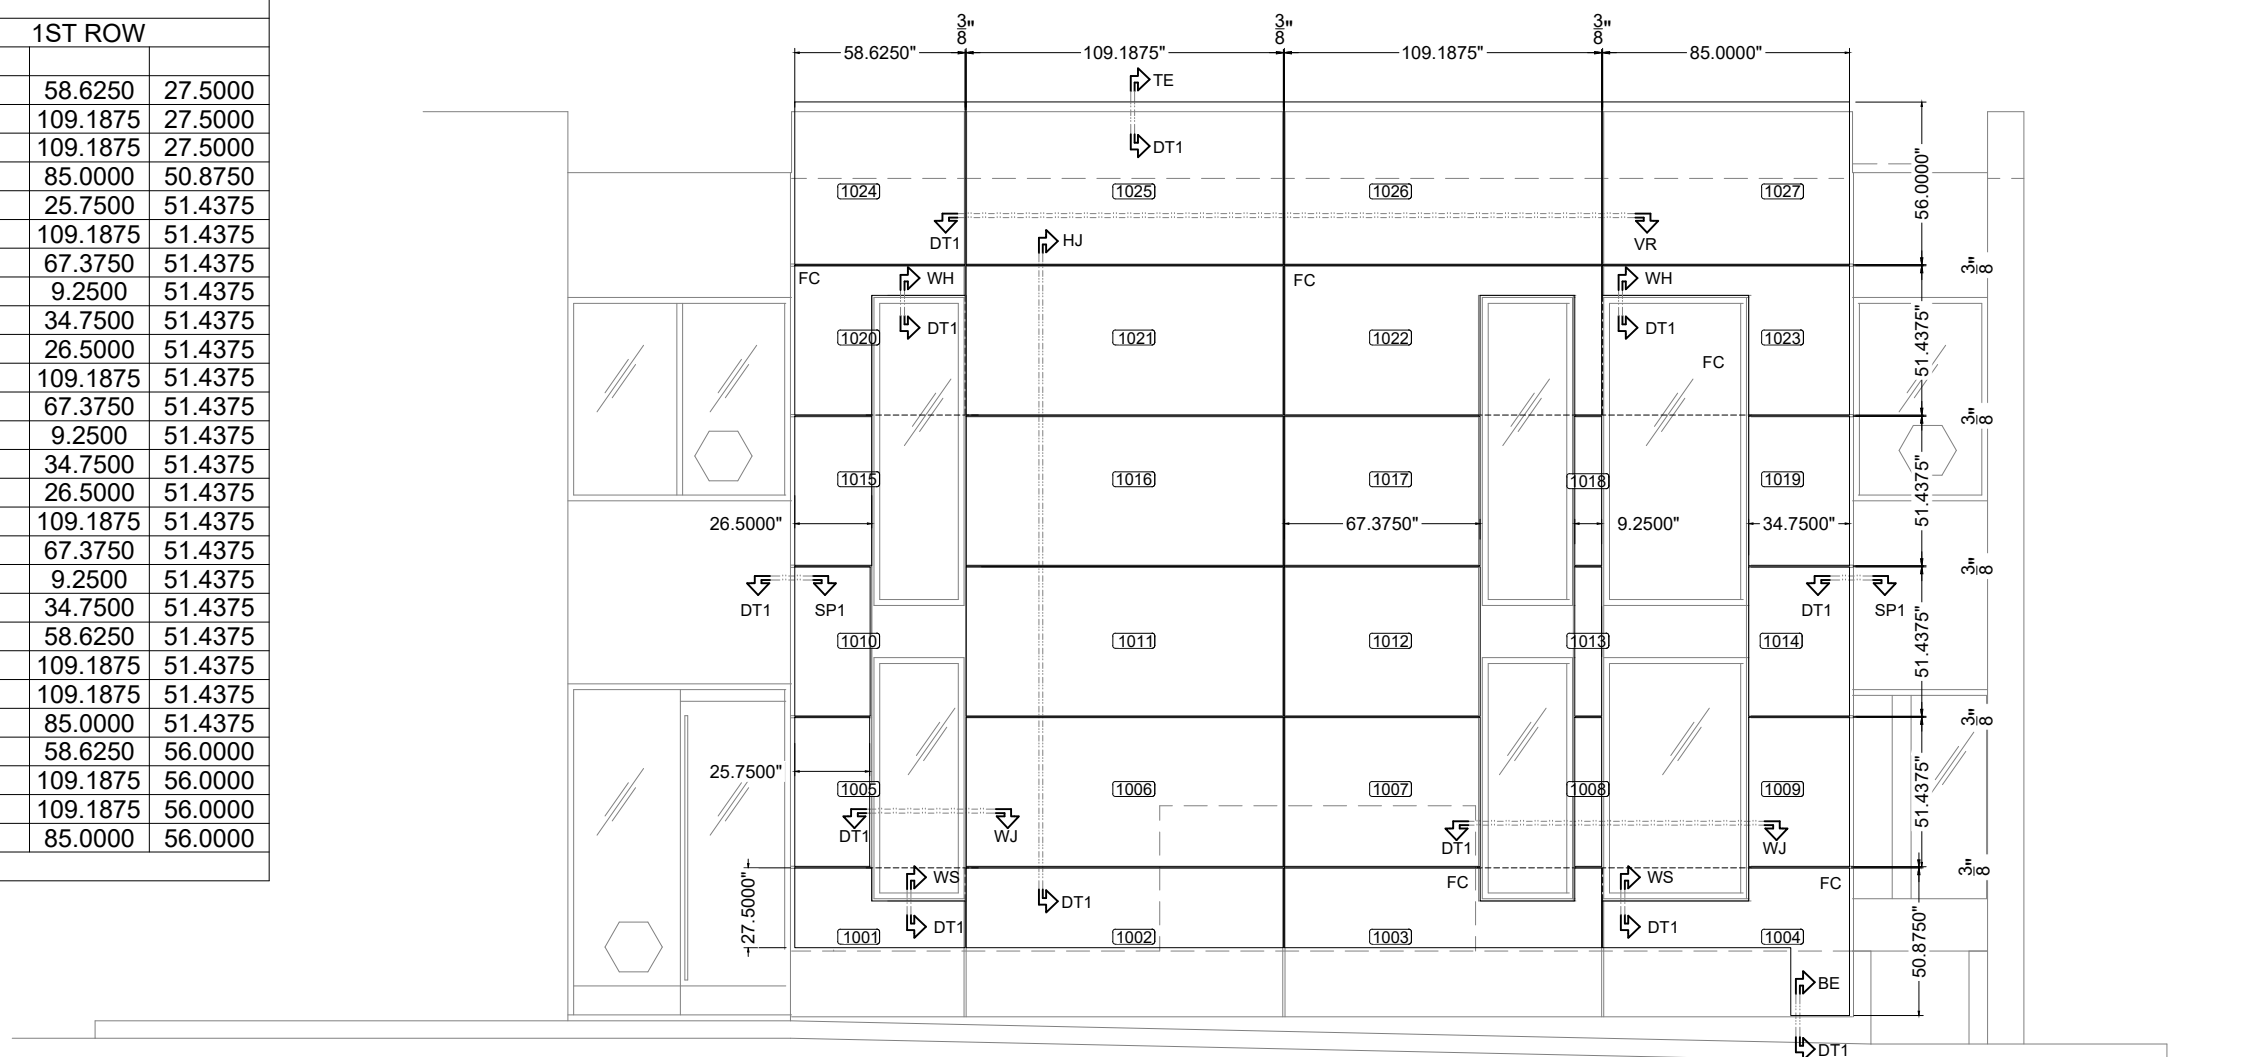 1ST ROW
58.6250 27.5000
109.1875 27.5000
109.1875 27.5000
85.0000 50.8750
25.7500 51.4375
109.1875 51.4375
67.3750 51.4375
9.2500 51.4375
34.7500 51.4375
26.5000 51.4375
109.1875 51.4375
67.3750 51.4375
9.2500 51.4375
34.7500 51.4375
26.5000 51.4375
109.1875 51.4375
67.3750 51.4375
9.2500 51.4375
34.7500 51.4375
58.6250 51.4375
109.1875 51.4375
109.1875 51.4375
85.0000 51.4375
58.6250 56.0000
109.1875 56.0000
109.1875 56.0000
85.0000 56.0000
3/8" 3/8" 3/8"
58.6250" 109.1875" 109.1875" 85.0000"
TE
DT1
1024 1025 1026 1027
56.0000"
DT1 HJ VR
3/8"
FC WH FC WH
DT1 DT1
1020 1021 1022 1023
51.4375"
FC
3/8"
1015 1016 1017 1018 1019
51.4375"
26.5000" 67.3750" 9.2500" 34.7500"
3/8"
DT1 SP1 DT1 SP1
1010 1011 1012 1013 1014
51.4375"
3/8"
25.7500"
1005 1006 1007 1008 1009
51.4375"
DT1 WJ DT1 WJ
3/8"
WS FC WS FC
27.5000"
DT1 DT1 DT1
1001 1002 1003 1004
50.8750"
BE
DT1